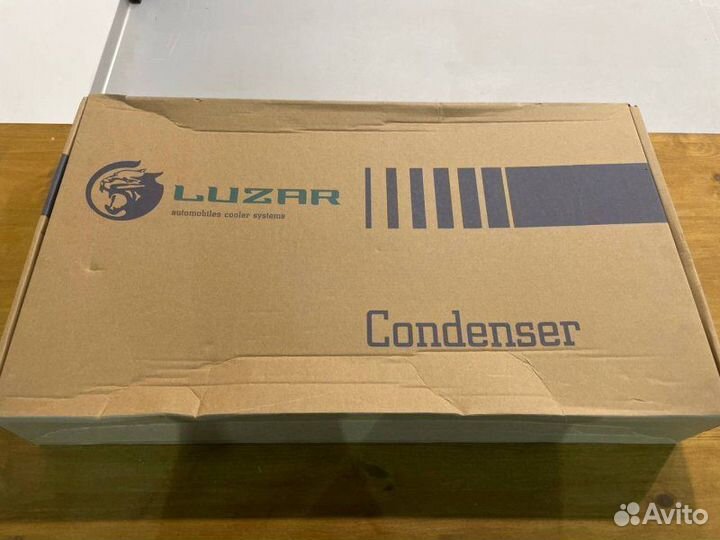 LUZAR
automobiles cooler systems
Condenser
Avito